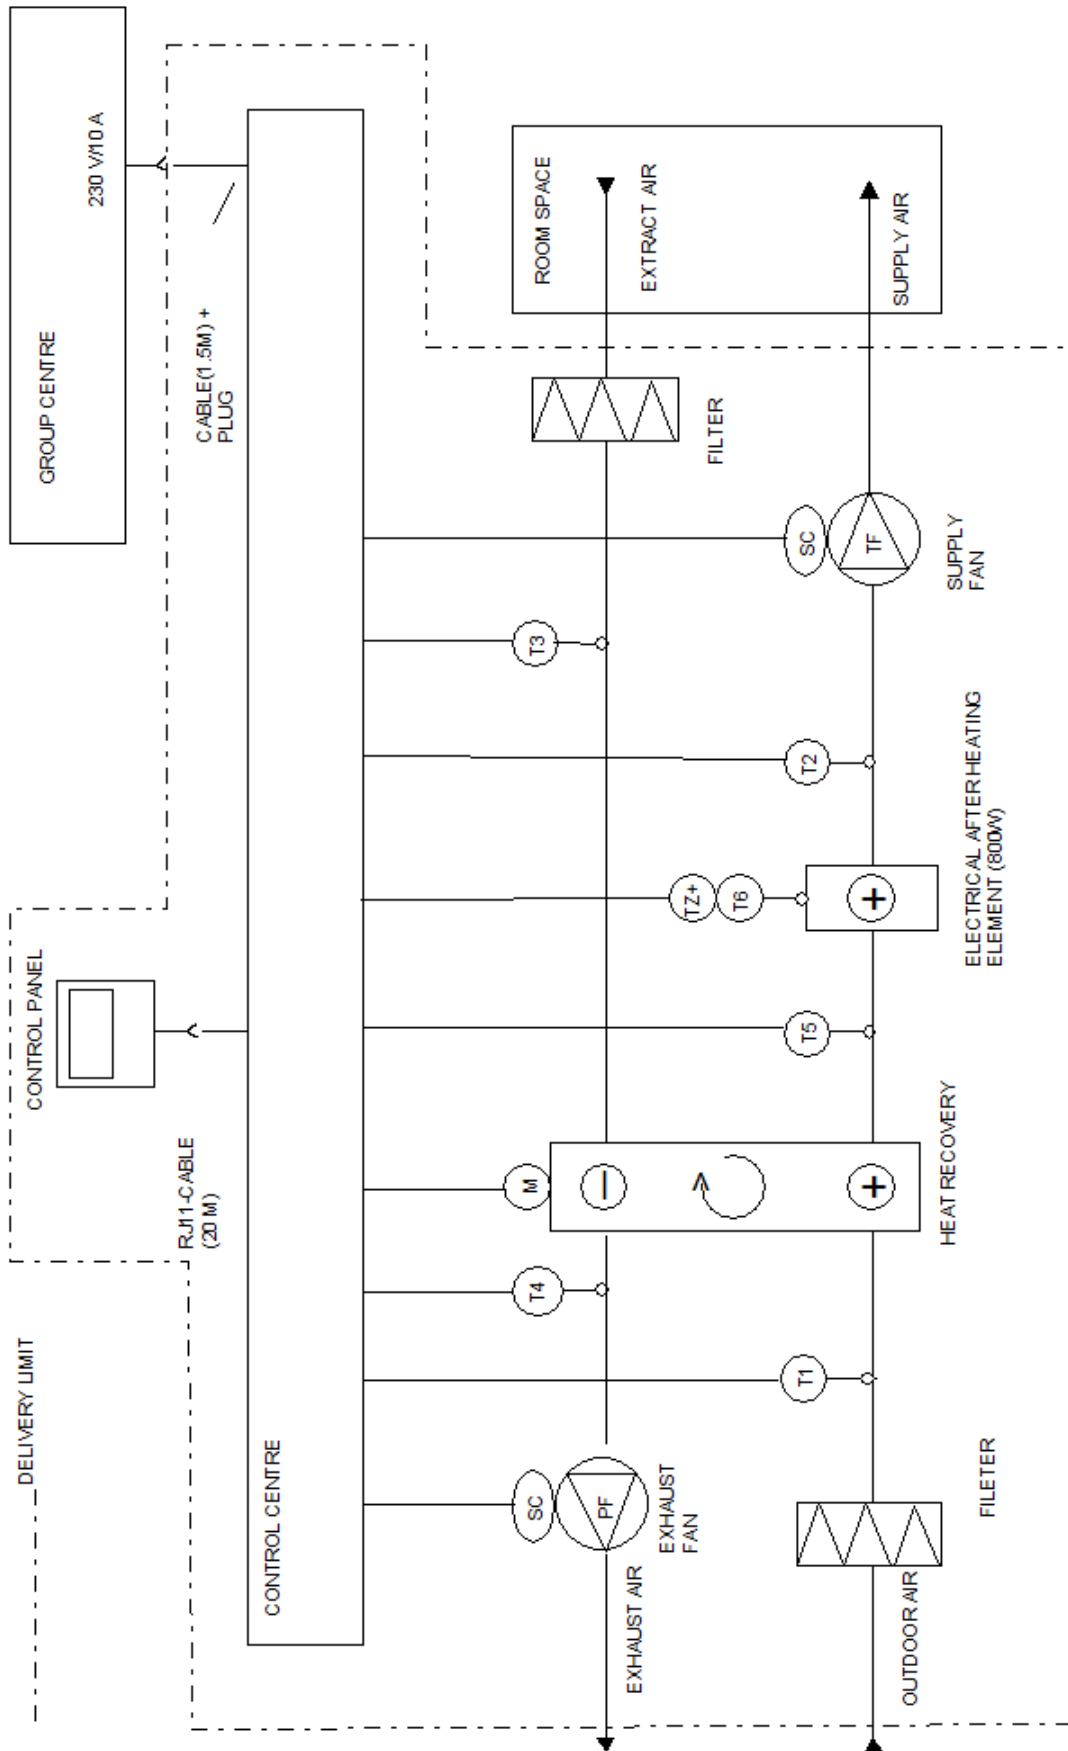 DELIVERY LIMIT
CONTROL PANEL
GROUP CENTRE
230 V/10 A
RJ11-CABLE
(20 M)
CABLE(1.5M) +
PLUG
CONTROL CENTRE
SC
PF
EXHAUST
FAN
EXHAUST AIR
T4
M
T3
FILTER
ROOM SPACE
EXTRACT AIR
OUTDOOR AIR
FILETER
T1
HEAT RECOVERY
T5
TZ+
T6
ELECTRICAL AFTER HEATING
ELEMENT (800W)
T2
SC
TF
SUPPLY
FAN
SUPPLY AIR